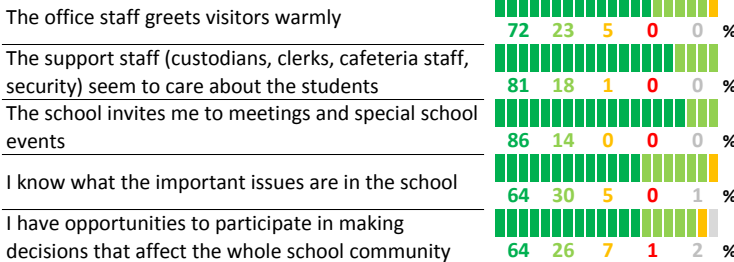 The office staff greets visitors warmly
72 23 5 0 0 %
The support staff (custodians, clerks, cafeteria staff,
security) seem to care about the students
81 18 1 0 0 %
The school invites me to meetings and special school
events
86 14 0 0 0 %
I know what the important issues are in the school
64 30 5 0 1 %
I have opportunities to participate in making
decisions that affect the whole school community
64 26 7 1 2 %